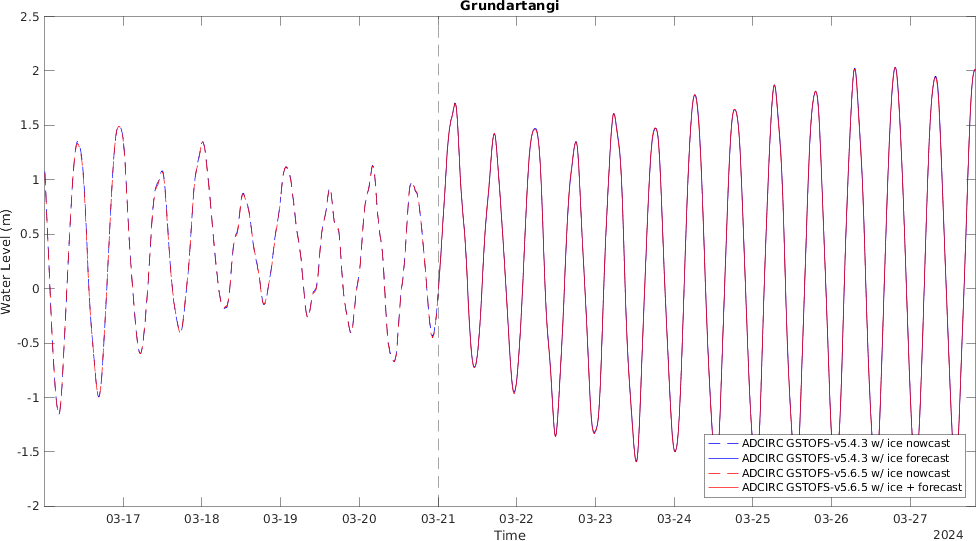 Grundartangi
2.5
2
1.5
1
0.5
0
-0.5
-1
-1.5
-2
Water Level (m)
03-17 03-18 03-19 03-20 03-21 03-22 03-23 03-24 03-25 03-26 03-27
Time
2024
ADCIRC GSTOFS-v5.4.3 w/ ice nowcast
ADCIRC GSTOFS-v5.4.3 w/ ice forecast
ADCIRC GSTOFS-v5.6.5 w/ ice nowcast
ADCIRC GSTOFS-v5.6.5 w/ ice + forecast